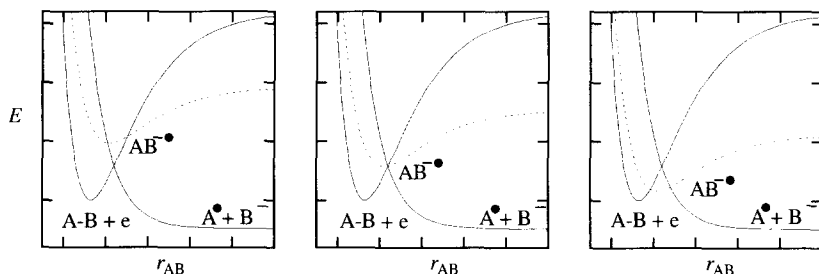 E
AB⁻•
A-B + e
A• + B⁻
r_AB
AB⁻•
A-B + e
A• + B⁻
r_AB
AB⁻•
A-B + e
A• + B⁻
r_AB